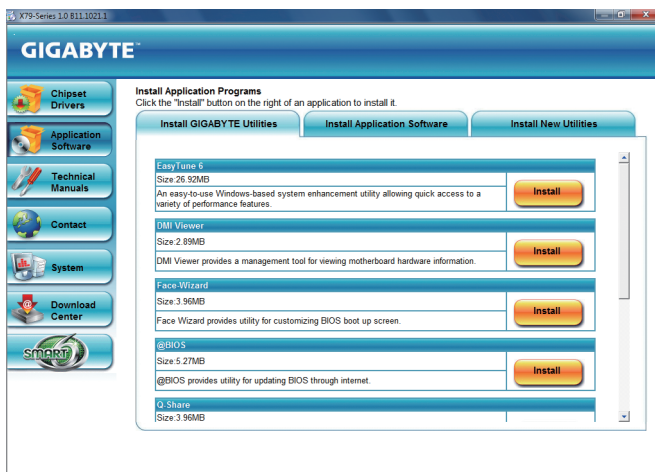 X79-Series 1.0 B11.1021.1
GIGABYTE™
Chipset
Drivers
Application
Software
Technical
Manuals
Contact
System
Download
Center
SMART
Install Application Programs
Click the "Install" button on the right of an application to install it.
Install GIGABYTE Utilities
Install Application Software
Install New Utilities
EasyTune 6
Size:26.92MB
An easy-to-use Windows-based system enhancement utility allowing quick access to a
variety of performance features.
Install
DMI Viewer
Size:2.89MB
DMI Viewer provides a management tool for viewing motherboard hardware information.
Install
Face-Wizard
Size:3.96MB
Face Wizard provides utility for customizing BIOS boot up screen.
Install
@BIOS
Size:5.27MB
@BIOS provides utility for updating BIOS through internet.
Install
Q-Share
Size:3.96MB